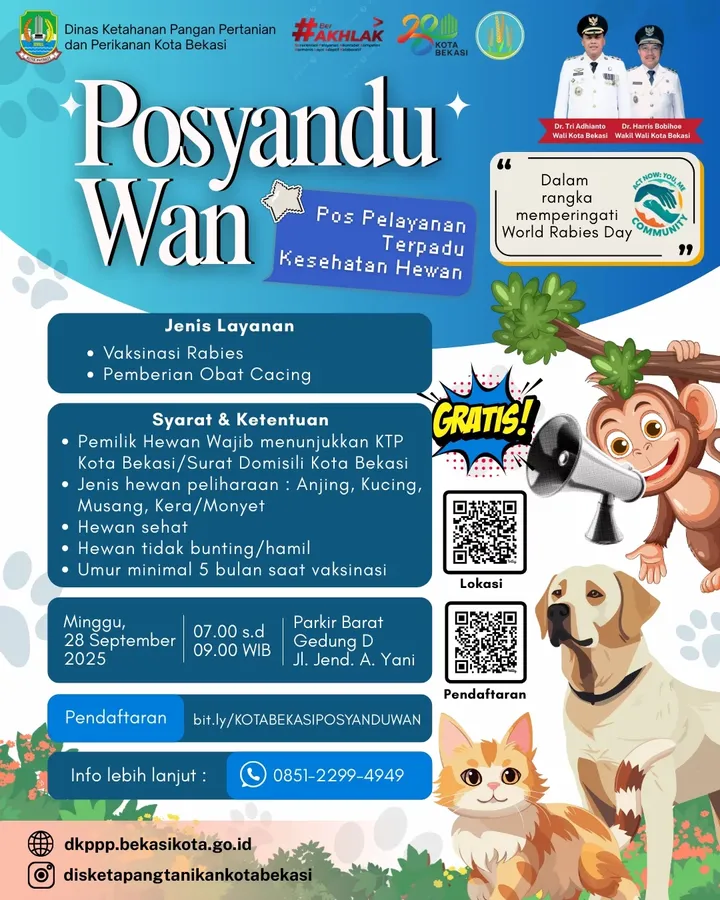 Dinas Ketahanan Pangan Pertanian
dan Perikanan Kota Bekasi
#AKHLAK
28 KOTA
BEKASI
Dr. Tri Adhianto
Wali Kota Bekasi
Dr. Harris Bobihoe
Wakil Wali Kota Bekasi
Posyandu
Wan
Pos Pelayanan
Terpadu
Kesehatan Hewan
“
Dalam
rangka
memperingati
World Rabies Day
”
ACT NOW: YOU, ME
COMMUNITY
Jenis Layanan
• Vaksinasi Rabies
• Pemberian Obat Cacing
GRATIS!
Syarat & Ketentuan
• Pemilik Hewan Wajib menunjukkan KTP
Kota Bekasi/Surat Domisili Kota Bekasi
• Jenis hewan peliharaan : Anjing, Kucing,
Musang, Kera/Monyet
• Hewan sehat
• Hewan tidak bunting/hamil
• Umur minimal 5 bulan saat vaksinasi
Lokasi
Minggu,
28 September
2025
07.00 s.d
09.00 WIB
Parkir Barat
Gedung D
Jl. Jend. A. Yani
Pendaftaran
Pendaftaran
bit.ly/KOTABEKASIPOSYANDUWAN
Info lebih lanjut :
0851-2299-4949
dkppp.bekasikota.go.id
disketapangtanikankotabekasi